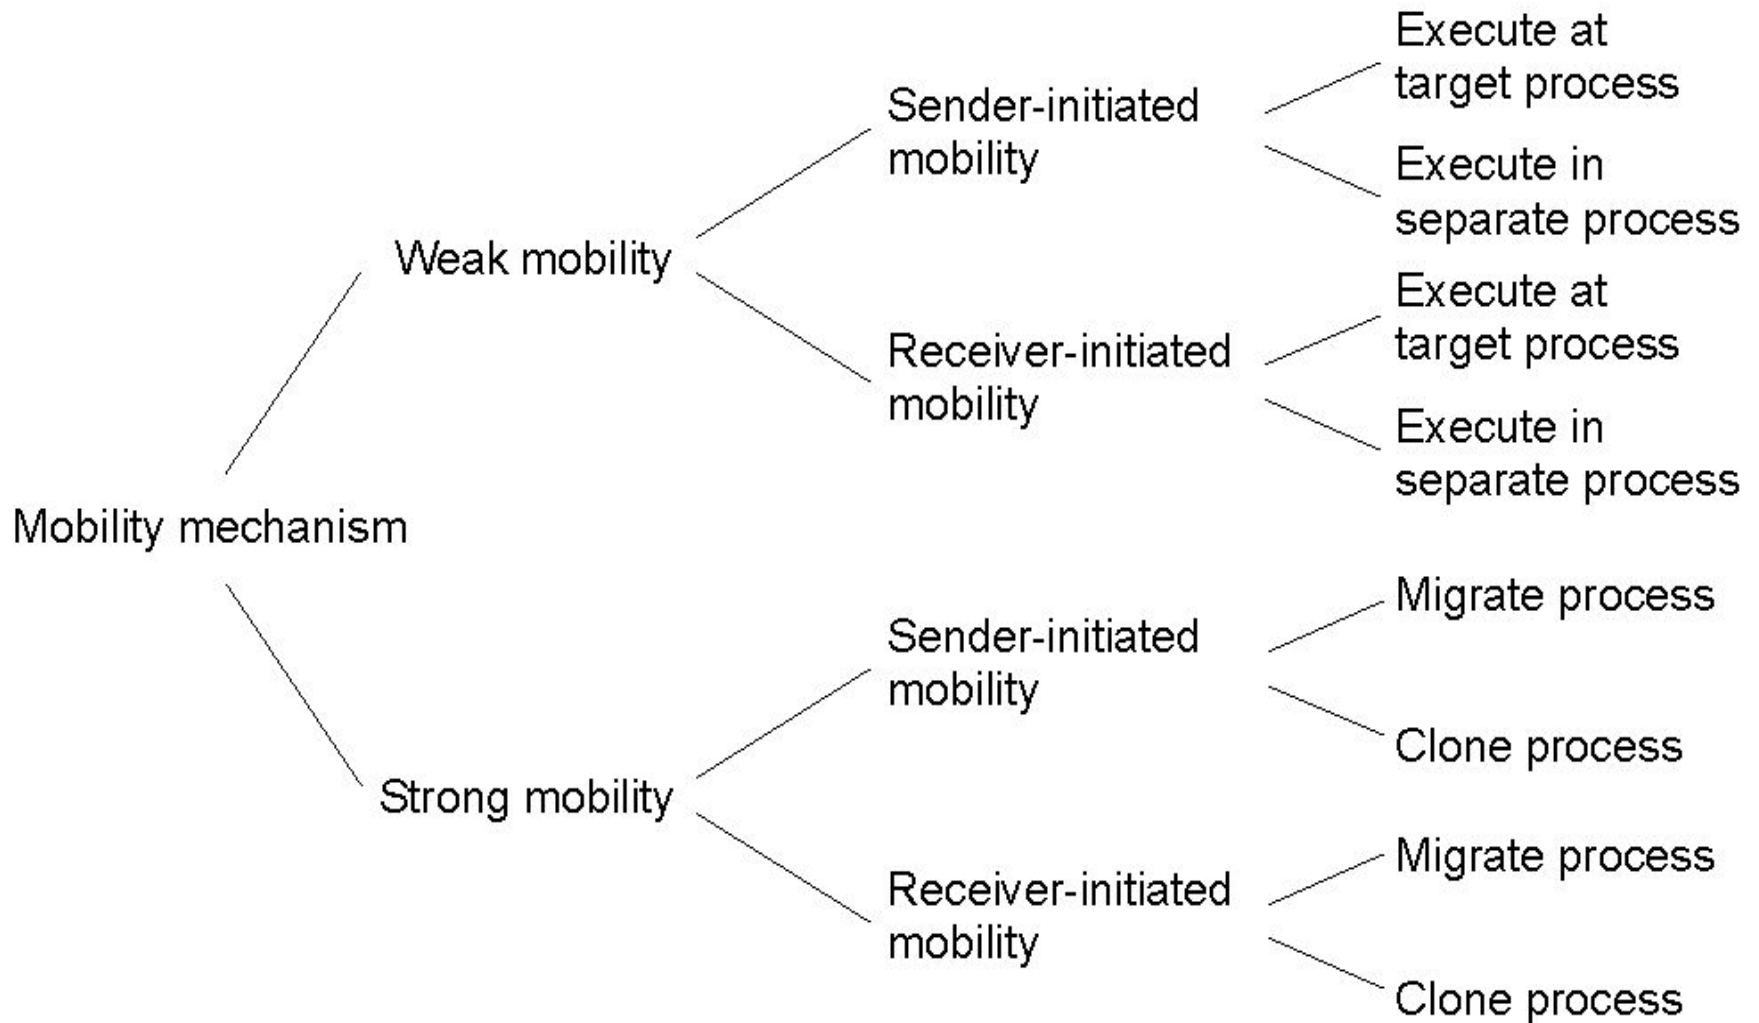 Execute at
target process
Sender-initiated
mobility
Execute in
separate process
Weak mobility
Execute at
target process
Receiver-initiated
mobility
Execute in
separate process
Mobility mechanism
Migrate process
Sender-initiated
mobility
Clone process
Strong mobility
Migrate process
Receiver-initiated
mobility
Clone process